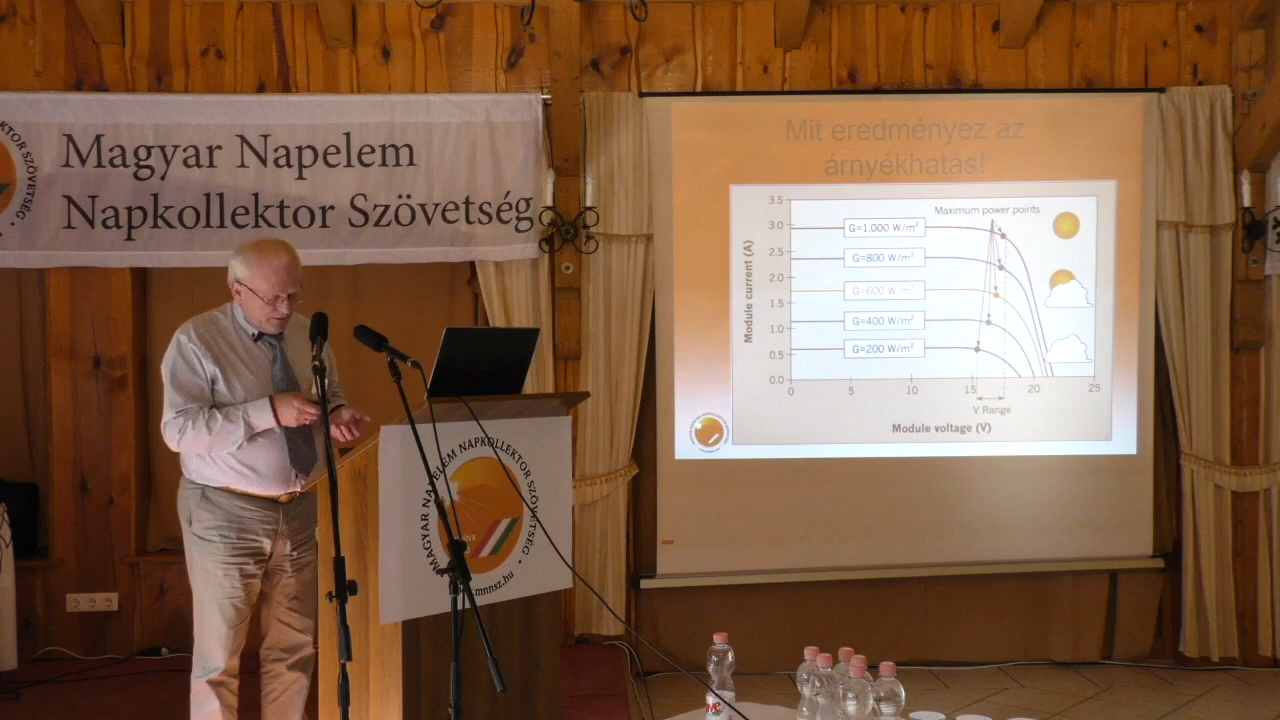 Magyar Napelem
Napkollektor Szövetség
Mit eredményez az
árnyékhatás!
Maximum power points
G=1,000 W/m²
G=800 W/m²
G=600 W/m²
G=400 W/m²
G=200 W/m²
3.5
3.0
2.5
2.0
1.5
1.0
0.5
0.0
Module current (A)
0 5 10 15 20 25
V Range
Module voltage (V)
MAGYAR NAPELEM NAPKOLLEKTOR SZÖVETSÉG
mnnsz.hu